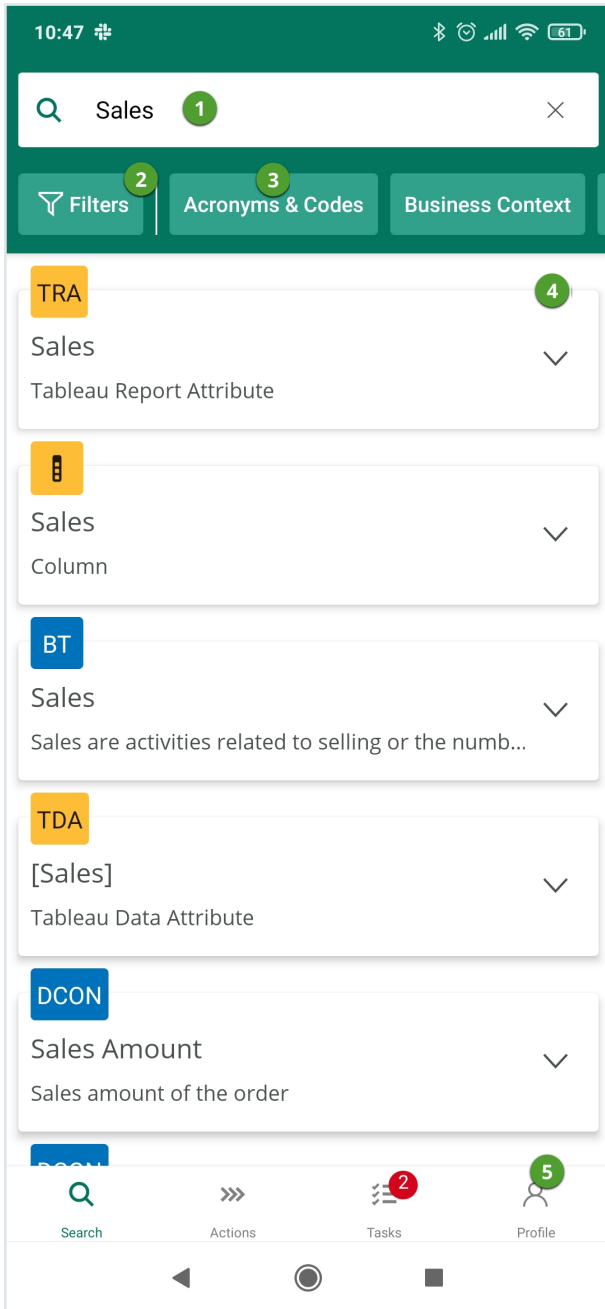 10:47 61
Sales 1
2 3
Filters Acronyms & Codes Business Context
TRA 4
Sales
Tableau Report Attribute
Sales
Column
BT
Sales
Sales are activities related to selling or the numb...
TDA
[Sales]
Tableau Data Attribute
DCON
Sales Amount
Sales amount of the order
DCON
2 5
Search Actions Tasks Profile